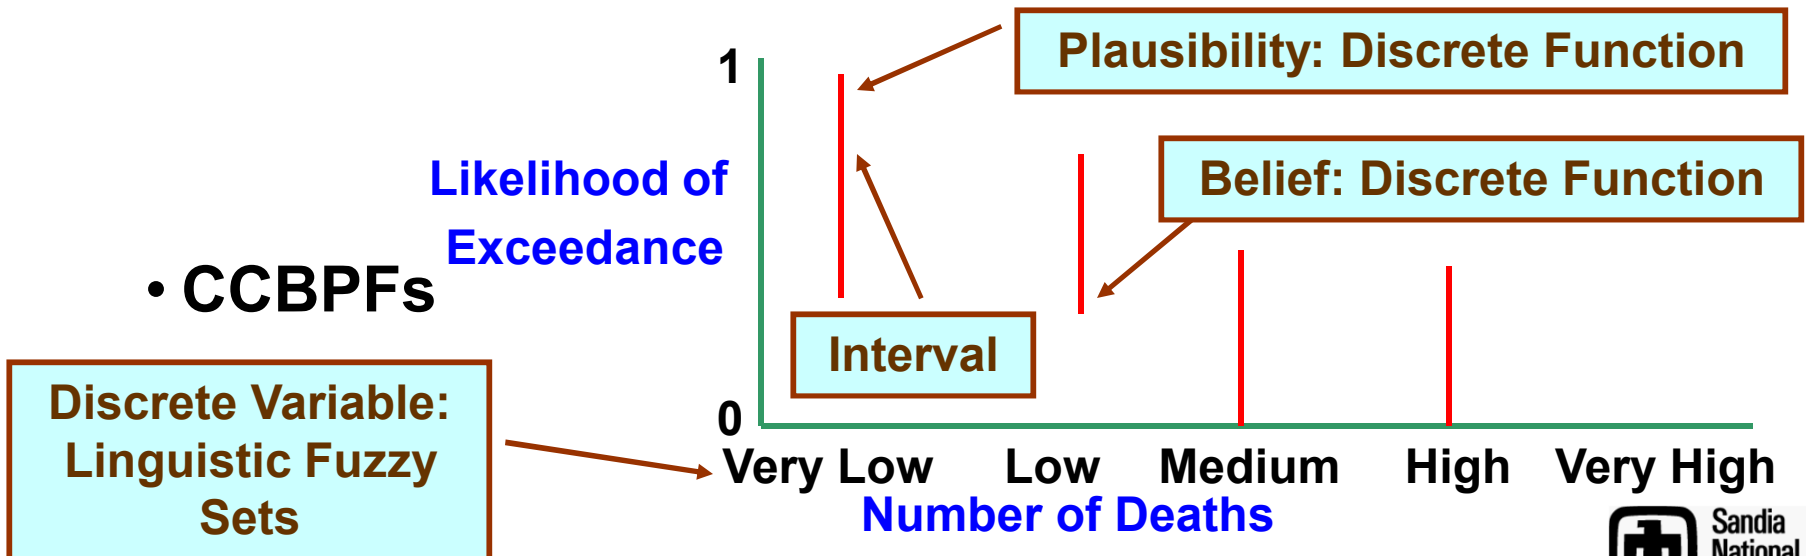 Plausibility: Discrete Function
1
Likelihood of
Exceedance
Belief: Discrete Function
• CCBPFs
Interval
Discrete Variable:
Linguistic Fuzzy
Sets
0
Very Low Low Medium High Very High
Number of Deaths
Sandia
National